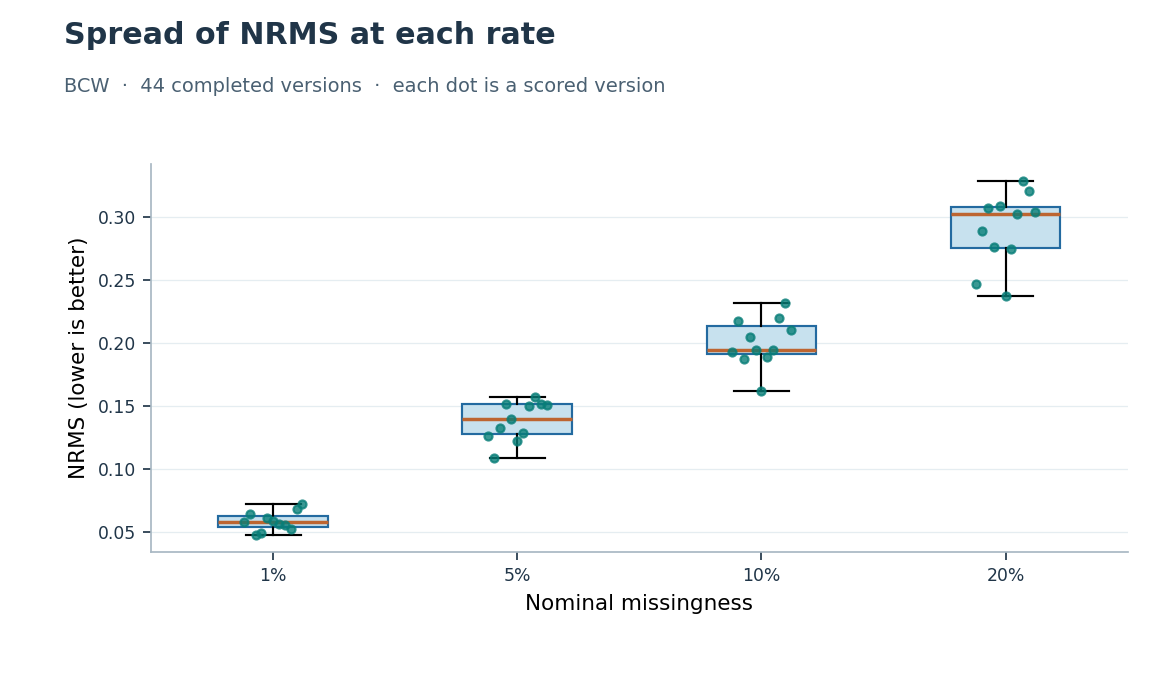 Spread of NRMS at each rate
BCW · 44 completed versions · each dot is a scored version
NRMS (lower is better)
0.30
0.25
0.20
0.15
0.10
0.05
1% 5% 10% 20%
Nominal missingness